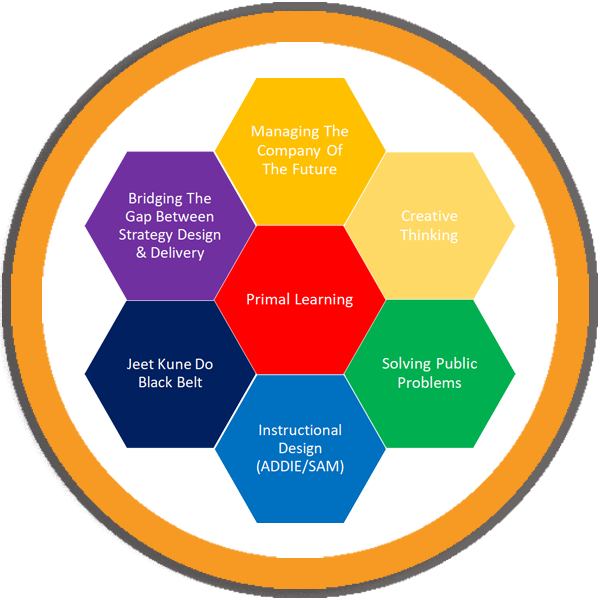 Managing The
Company Of
The Future
Bridging The
Gap Between
Strategy Design
& Delivery
Creative
Thinking
Primal Learning
Jeet Kune Do
Black Belt
Solving Public
Problems
Instructional
Design
(ADDIE/SAM)